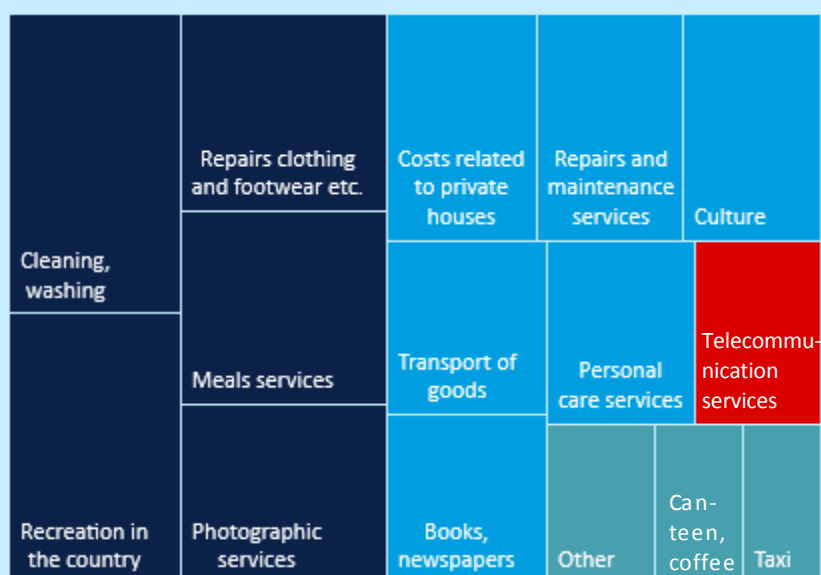 Cleaning,
washing
Recreation in
the country
Repairs clothing
and footwear etc.
Meals services
Photographic
services
Costs related
to private
houses
Repairs and
maintenance
services
Culture
Transport of
goods
Personal
care services
Telecommu-
nication
services
Books,
newspapers
Other
Can-
teen,
coffee
Taxi